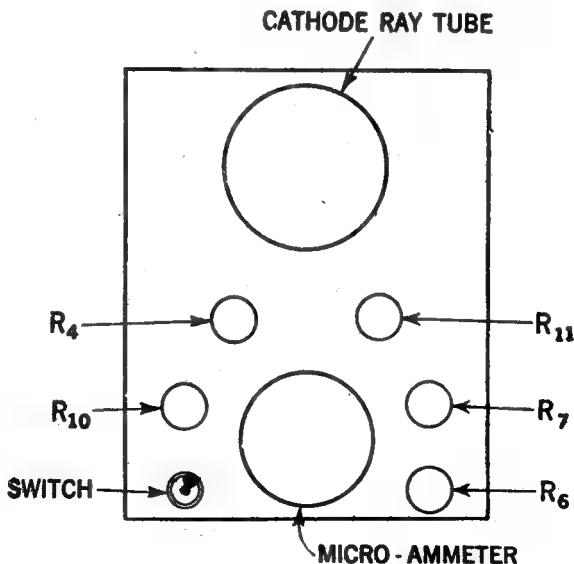 CATHODE RAY TUBE
R₄
R₁₁
R₁₀
R₇
SWITCH
R₆
MICRO-AMMETER